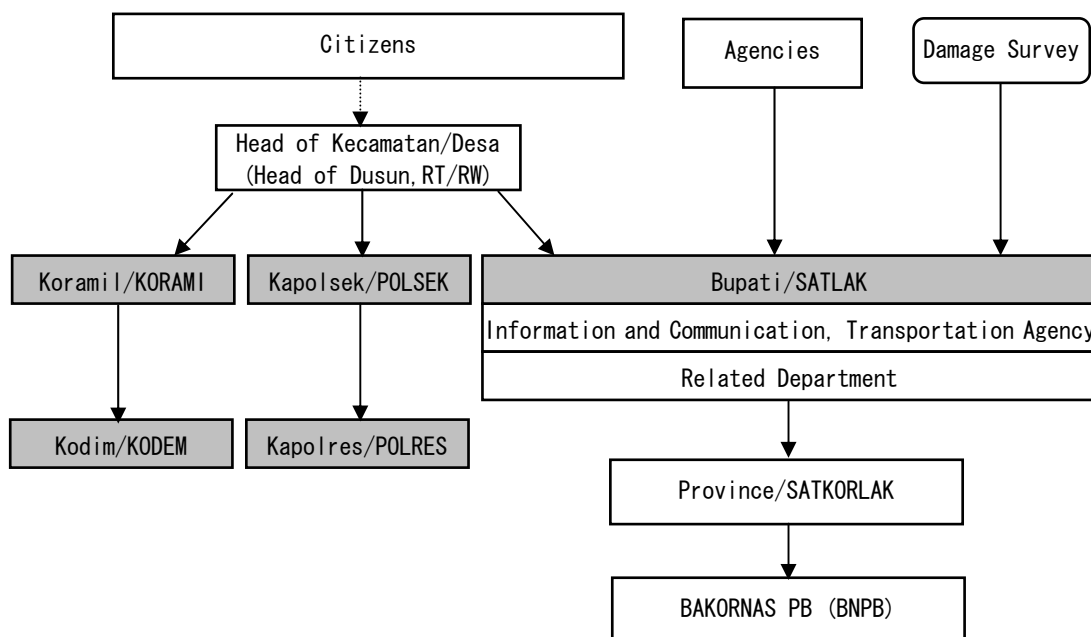 Citizens
Agencies
Damage Survey
Head of Kecamatan/Desa
(Head of Dusun, RT/RW)
Koramil/KORAMI
Kapolsek/POLSEK
Bupati/SATLAK
Information and Communication, Transportation Agency
Related Department
Kodim/KODEM
Kapolres/POLRES
Province/SATKORLAK
BAKORNAS PB (BNPB)